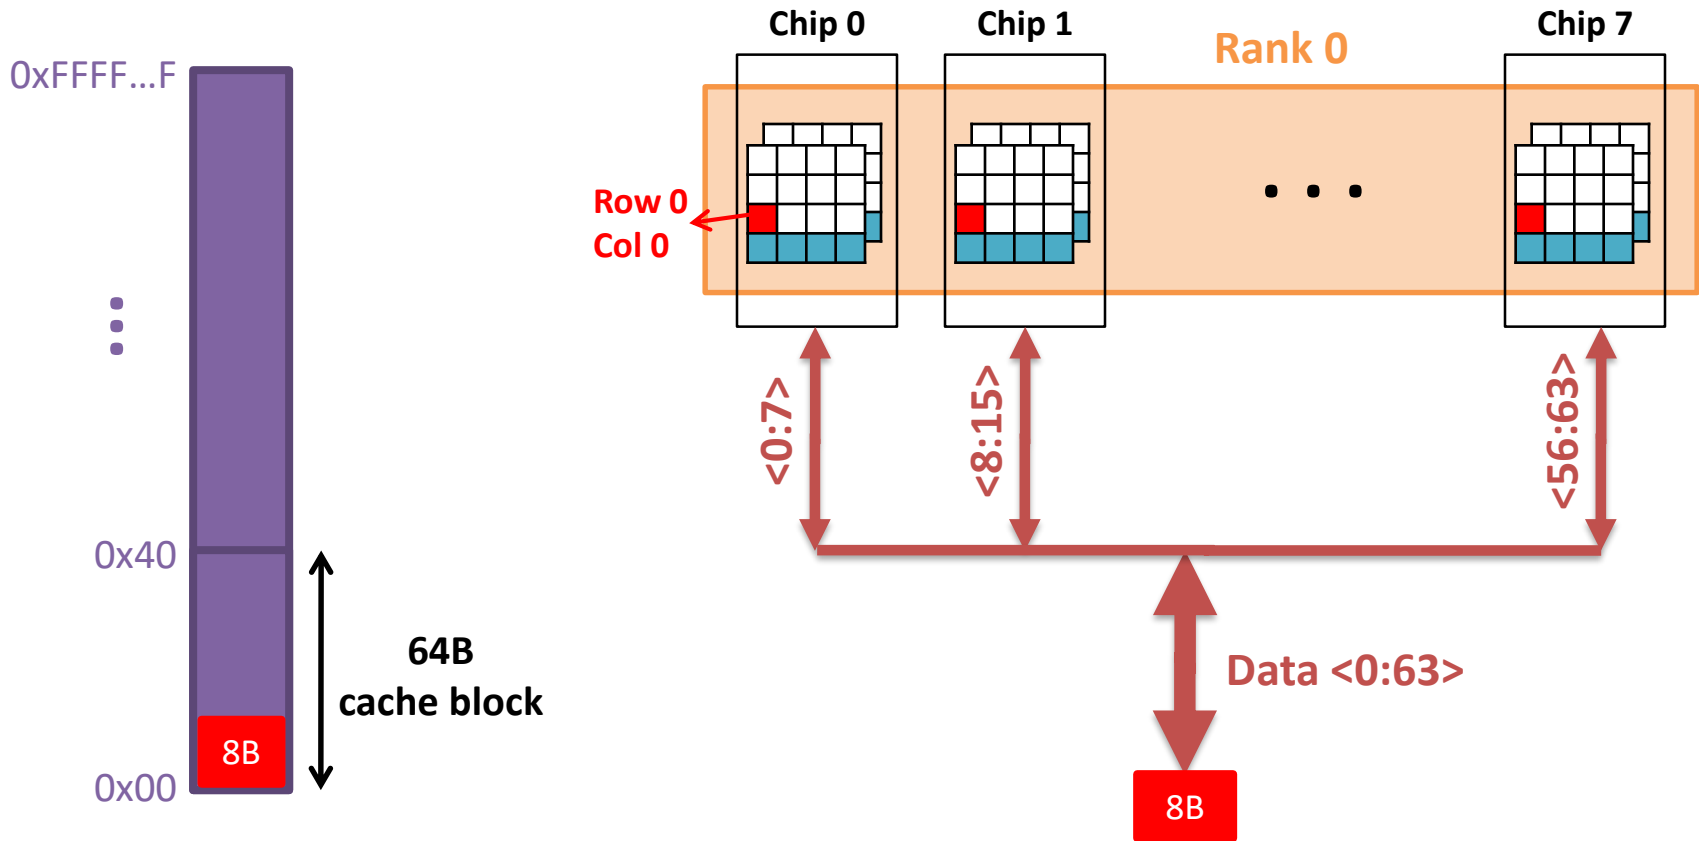 0xFFFF...F
0x40
0x00
8B
64B
cache block
Chip 0
Chip 1
Chip 7
Rank 0
Row 0
Col 0
. . .
<0:7>
<8:15>
<56:63>
Data <0:63>
8B